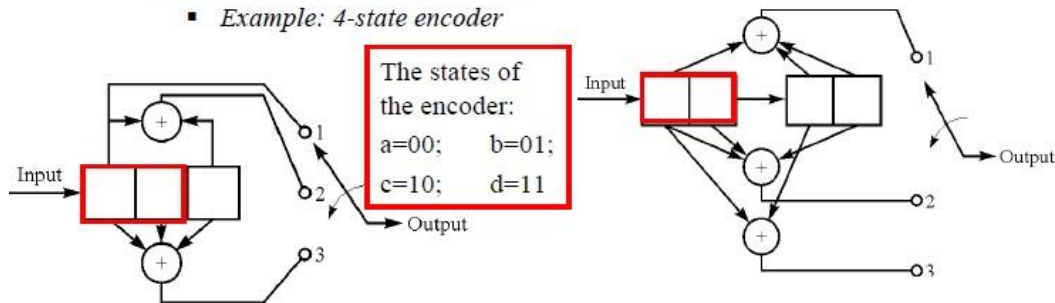 ▪ Example: 4-state encoder
Input
+
+
1
2
3
Output
The states of
the encoder:
a=00; b=01;
c=10; d=11
Input
+
+
+
1
2
3
Output